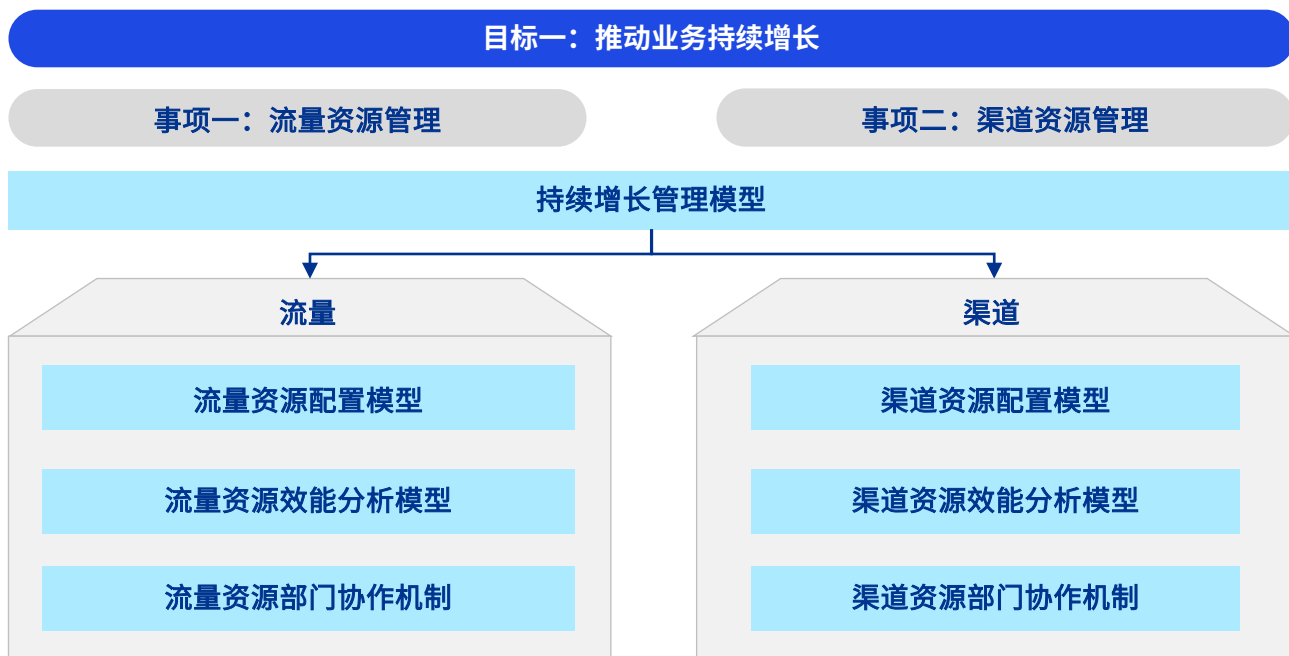 目标一：推动业务持续增长
事项一：流量资源管理
事项二：渠道资源管理
持续增长管理模型
流量
渠道
流量资源配置模型
渠道资源配置模型
流量资源效能分析模型
渠道资源效能分析模型
流量资源部门协作机制
渠道资源部门协作机制